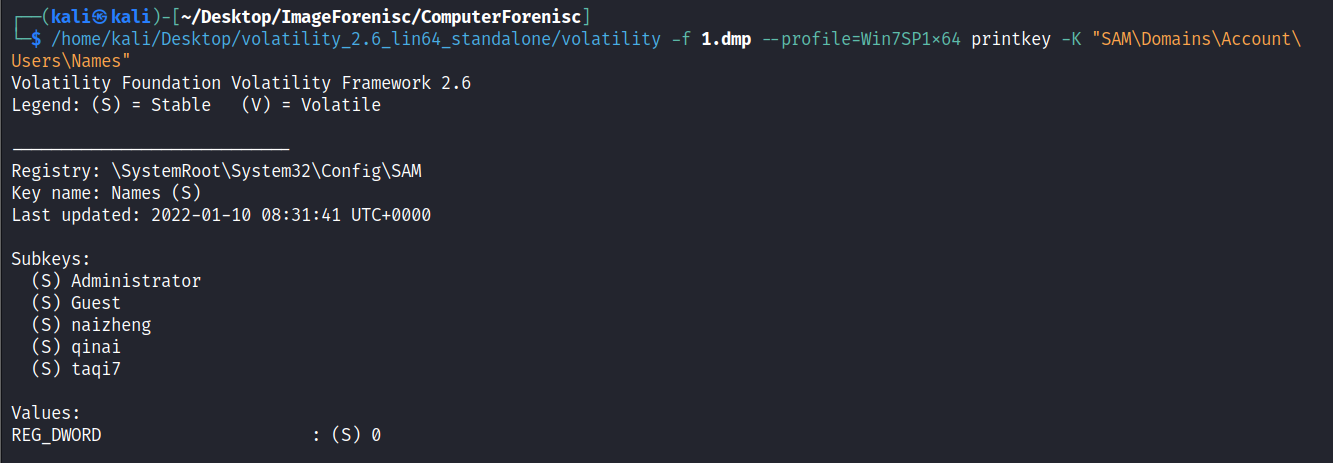 ┌──(kali㉿kali)-[~/Desktop/ImageForenisc/ComputerForenisc]
└─$ /home/kali/Desktop/volatility_2.6_lin64_standalone/volatility -f 1.dmp --profile=Win7SP1×64 printkey -K "SAM\Domains\Account\
Users\Names"
Volatility Foundation Volatility Framework 2.6
Legend: (S) = Stable   (V) = Volatile

----------------------------
Registry: \SystemRoot\System32\Config\SAM
Key name: Names (S)
Last updated: 2022-01-10 08:31:41 UTC+0000

Subkeys:
  (S) Administrator
  (S) Guest
  (S) naizheng
  (S) qinai
  (S) taqi7

Values:
REG_DWORD                     : (S) 0